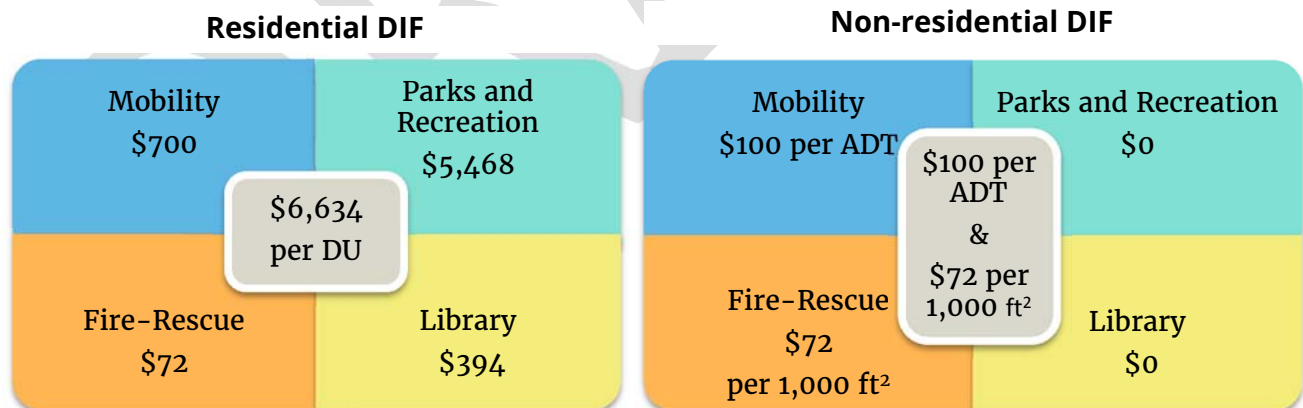 Residential DIF
Mobility
$700
Parks and
Recreation
$5,468
$6,634
per DU
Fire-Rescue
$72
Library
$394
Non-residential DIF
Mobility
$100 per ADT
Parks and Recreation
$0
$100 per
ADT
&
$72 per
1,000 ft²
Fire-Rescue
$72
per 1,000 ft²
Library
$0